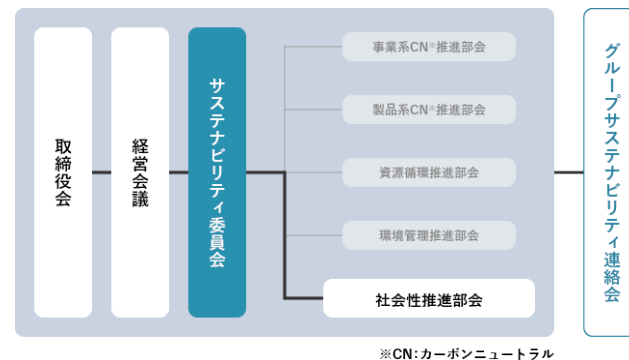 取締役会
経営会議
サステナビリティ委員会
事業系CN※推進部会
製品系CN※推進部会
資源循環推進部会
環境管理推進部会
社会性推進部会
グループサステナビリティ連絡会
※CN：カーボンニュートラル